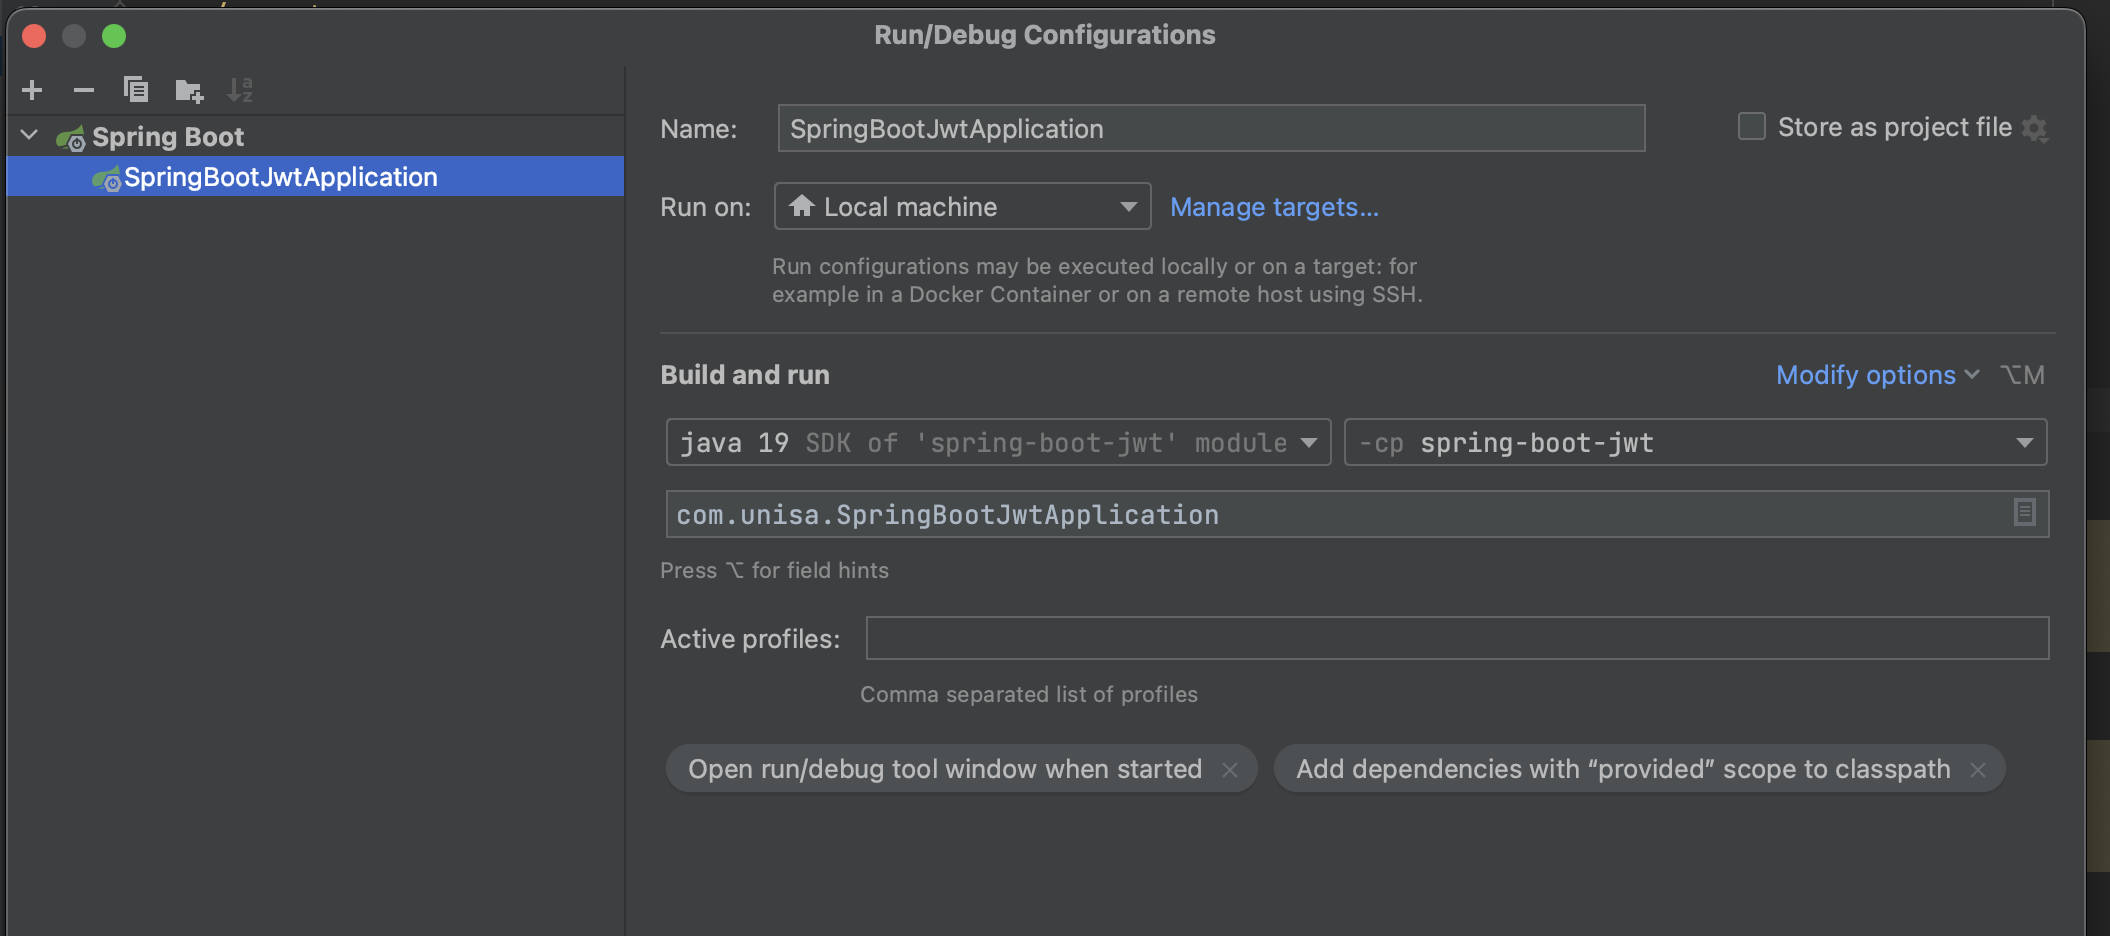 Run/Debug Configurations
Spring Boot
SpringBootJwtApplication
Name:
SpringBootJwtApplication
Store as project file
Run on:
Local machine
Manage targets...
Run configurations may be executed locally or on a target: for
example in a Docker Container or on a remote host using SSH.
Build and run
Modify options
⌥M
java 19 SDK of 'spring-boot-jwt' module
-cp spring-boot-jwt
com.unisa.SpringBootJwtApplication
Press ⌥ for field hints
Active profiles:
Comma separated list of profiles
Open run/debug tool window when started
Add dependencies with “provided” scope to classpath